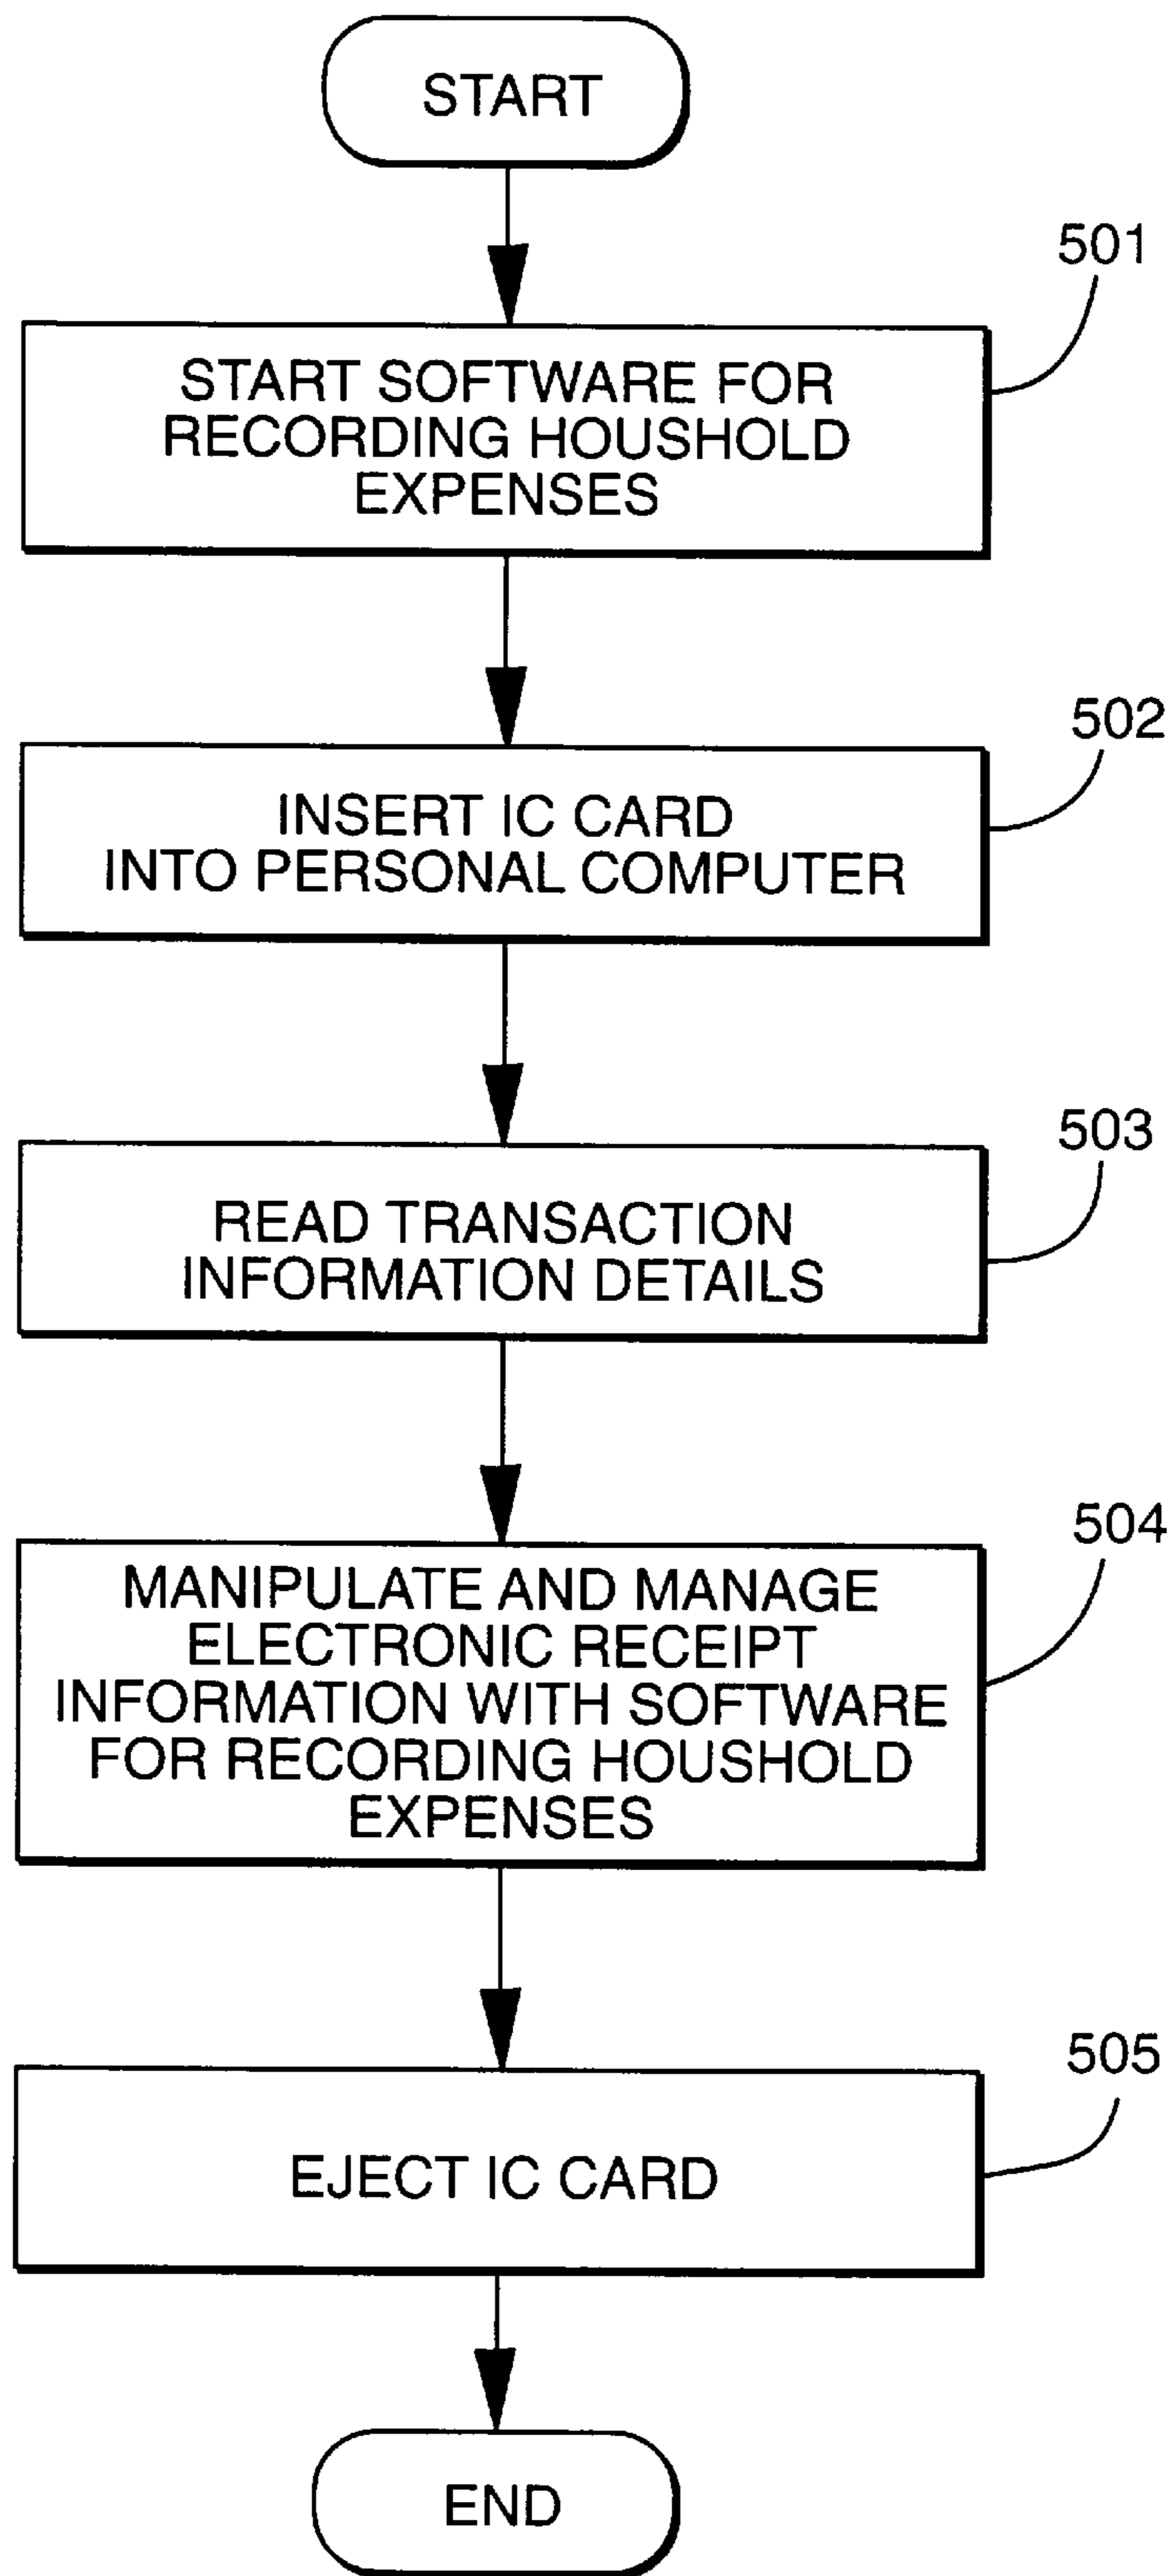 START
501
START SOFTWARE FOR
RECORDING HOUSHOLD
EXPENSES
502
INSERT IC CARD
INTO PERSONAL COMPUTER
503
READ TRANSACTION
INFORMATION DETAILS
504
MANIPULATE AND MANAGE
ELECTRONIC RECEIPT
INFORMATION WITH SOFTWARE
FOR RECORDING HOUSHOLD
EXPENSES
505
EJECT IC CARD
END